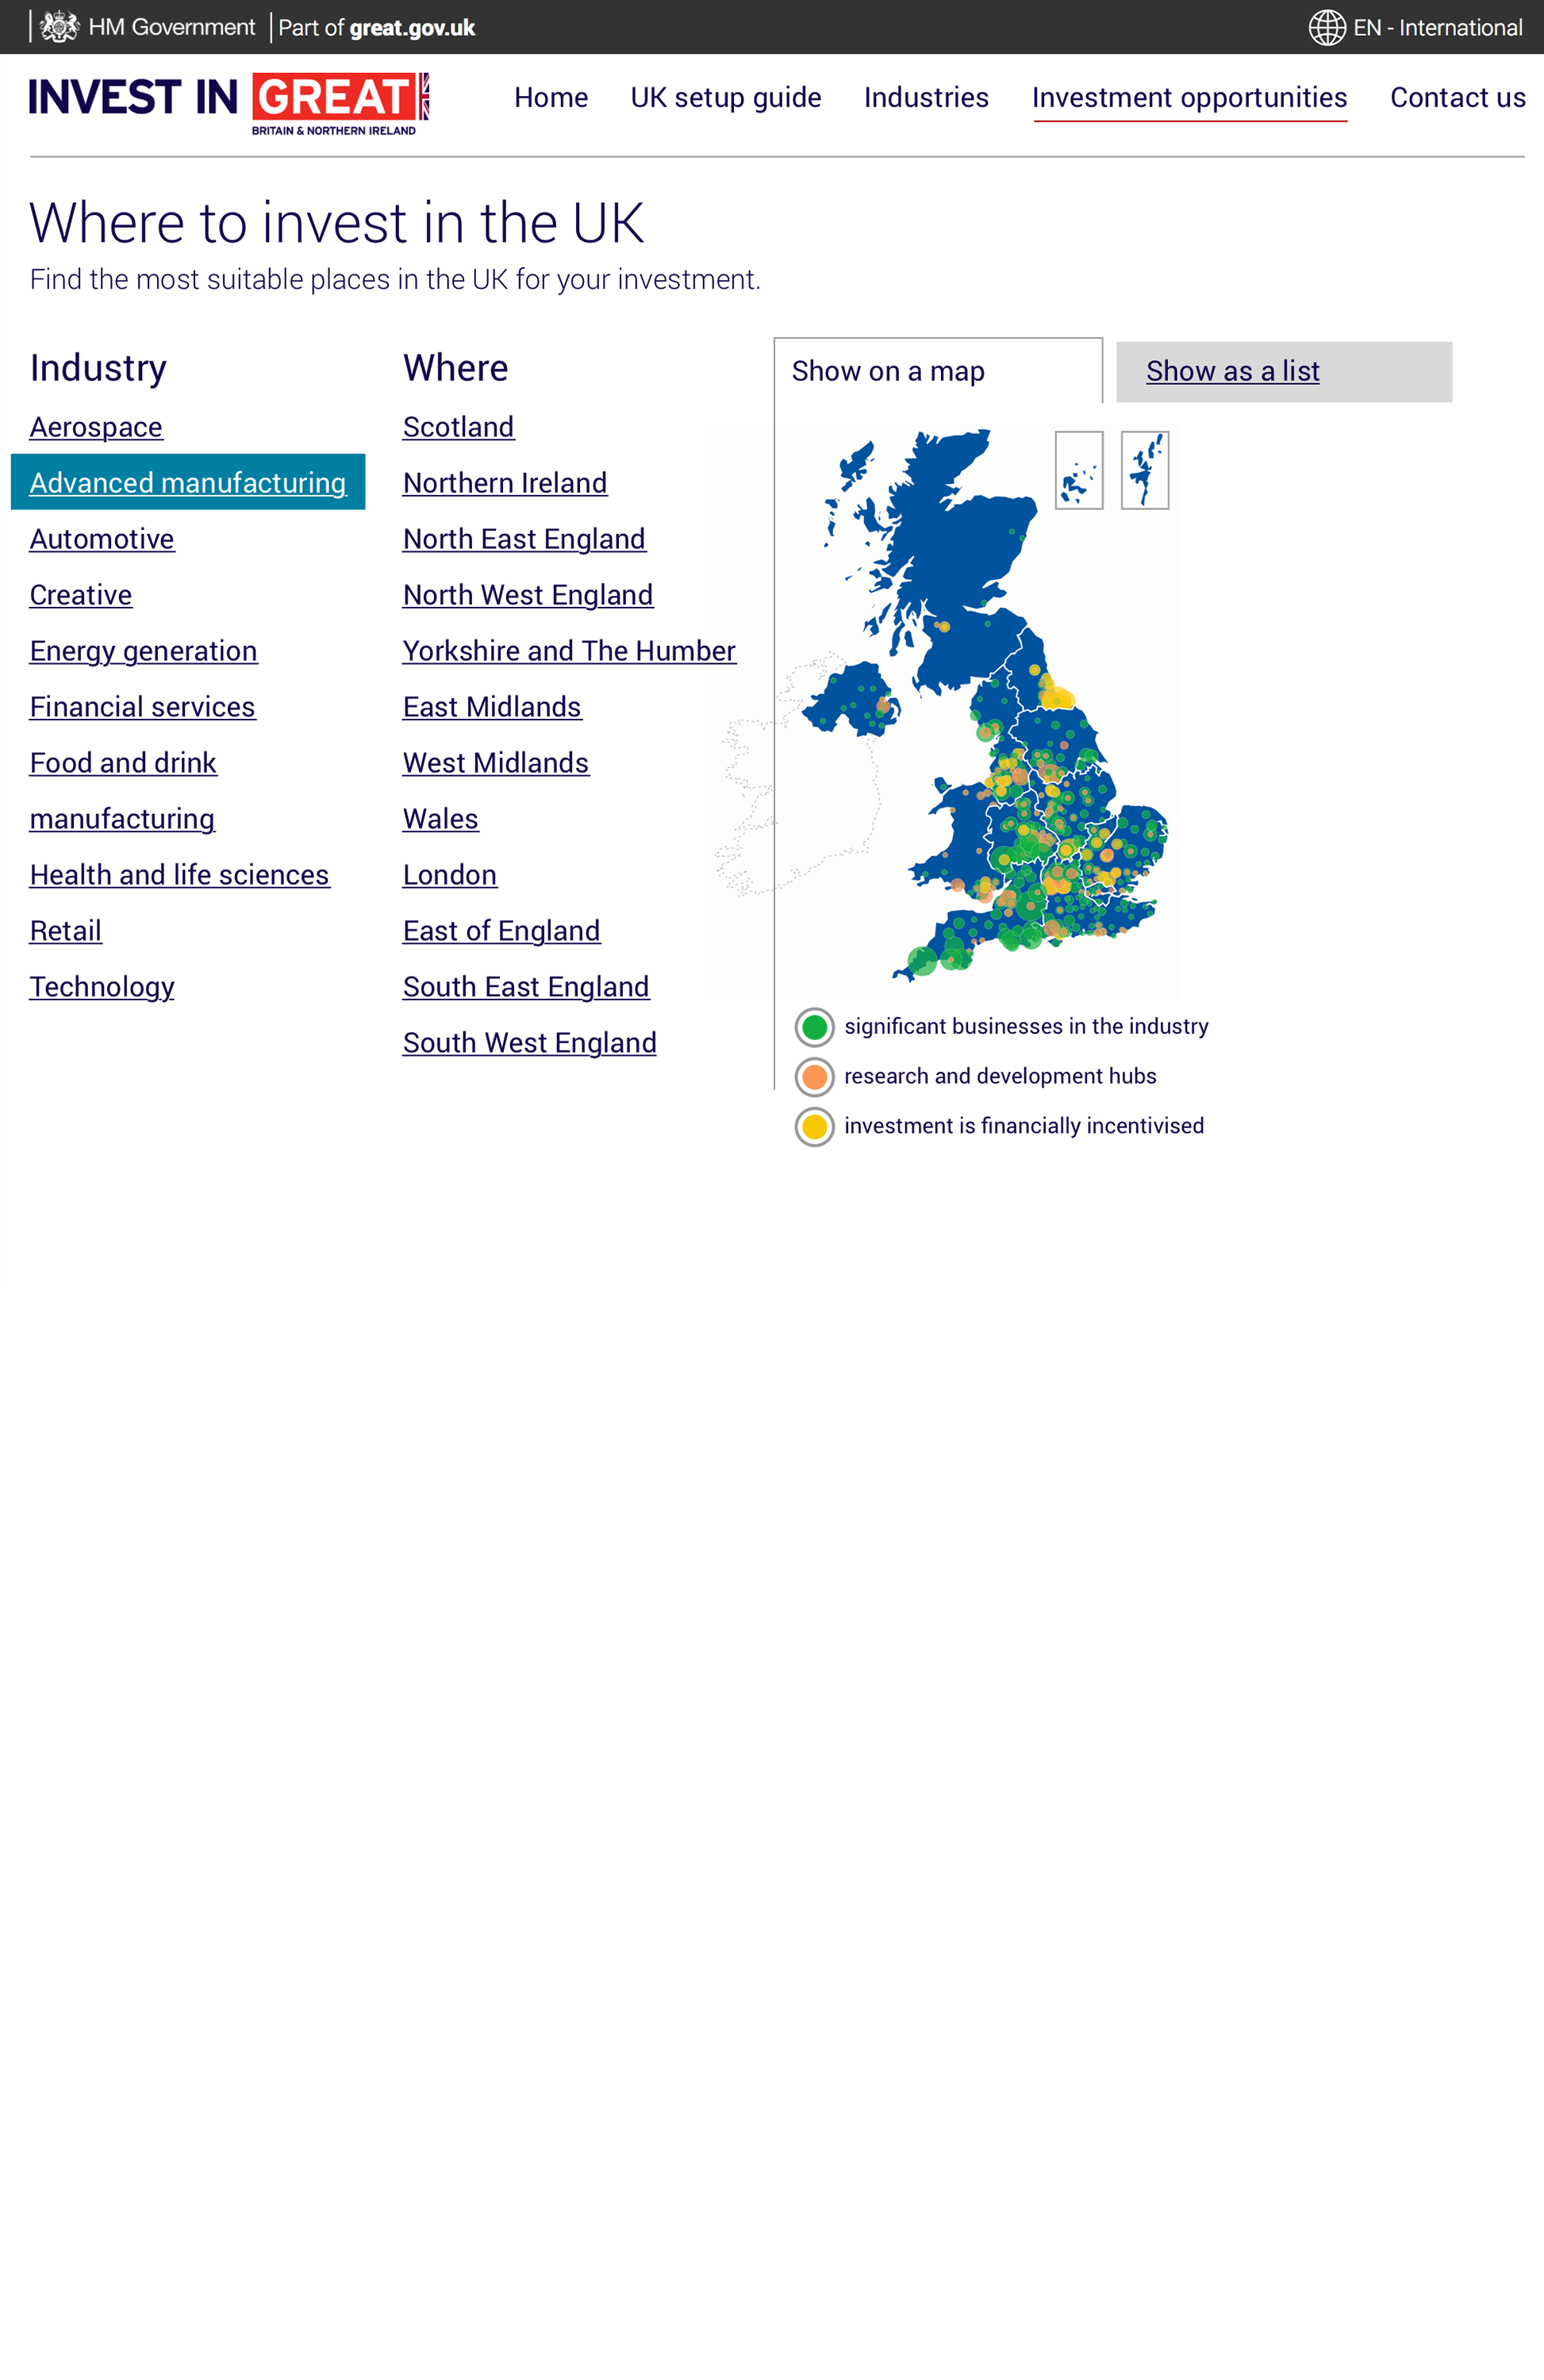 HM Government
Part of great.gov.uk
EN - International
INVEST IN GREAT
BRITAIN & NORTHERN IRELAND
Home
UK setup guide
Industries
Investment opportunities
Contact us
Where to invest in the UK
Find the most suitable places in the UK for your investment.
Industry
Aerospace
Advanced manufacturing
Automotive
Creative
Energy generation
Financial services
Food and drink
manufacturing
Health and life sciences
Retail
Technology
Where
Scotland
Northern Ireland
North East England
North West England
Yorkshire and The Humber
East Midlands
West Midlands
Wales
London
East of England
South East England
South West England
Show on a map
Show as a list
significant businesses in the industry
research and development hubs
investment is financially incentivised